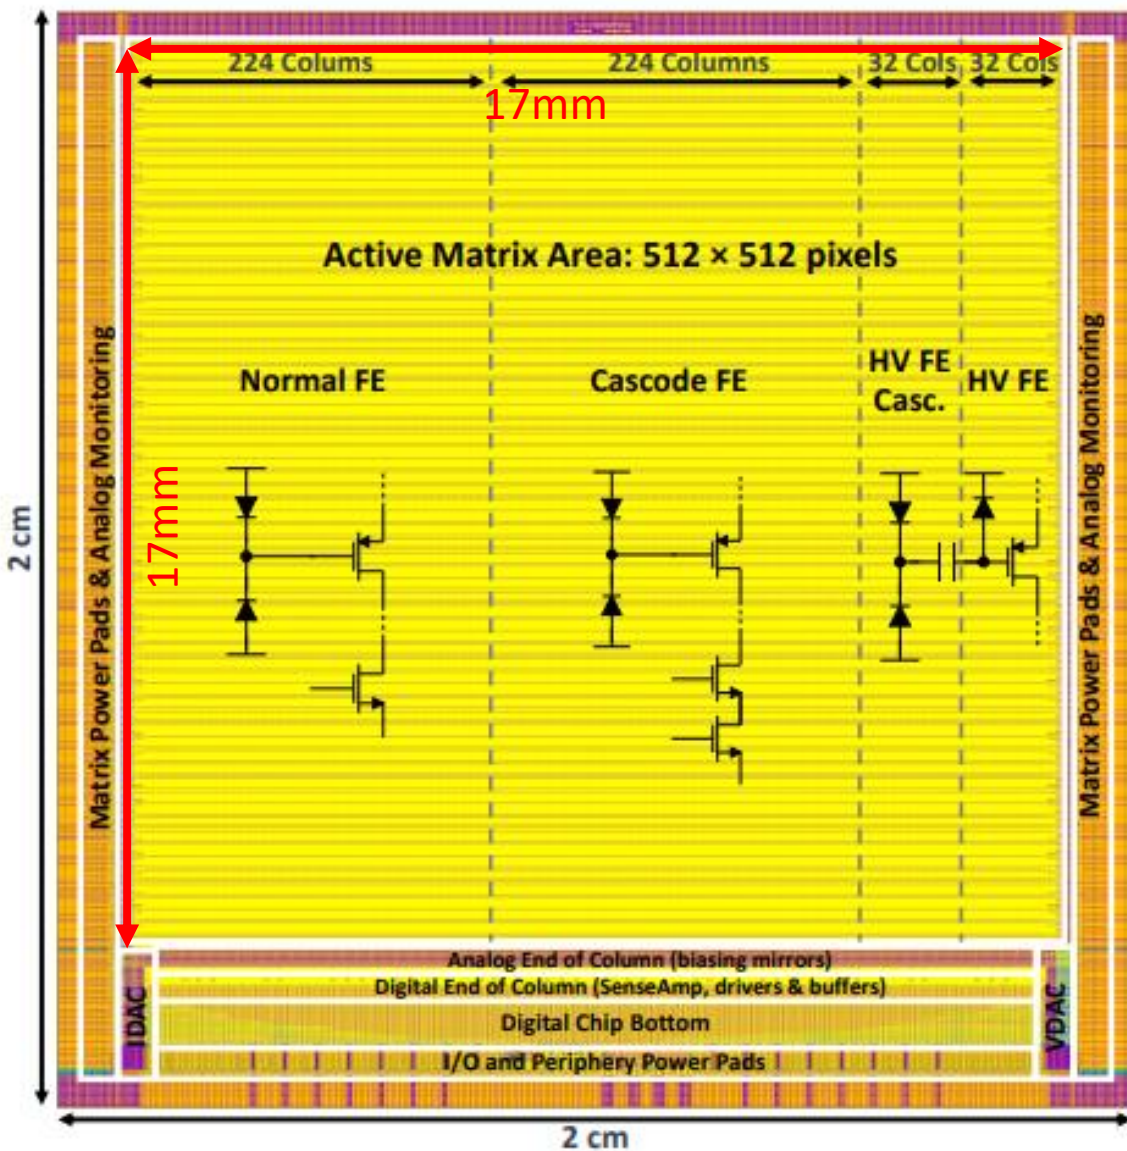 224 Colums
224 Columns
32 Cols
32 Cols
17mm
Active Matrix Area: 512 × 512 pixels
Normal FE
Cascode FE
HV FE
Casc.
HV FE
Matrix Power Pads & Analog Monitoring
17mm
2 cm
Matrix Power Pads & Analog Monitoring
Analog End of Column (biasing mirrors)
Digital End of Column (SenseAmp, drivers & buffers)
IDAC
Digital Chip Bottom
VDAC
I/O and Periphery Power Pads
2 cm